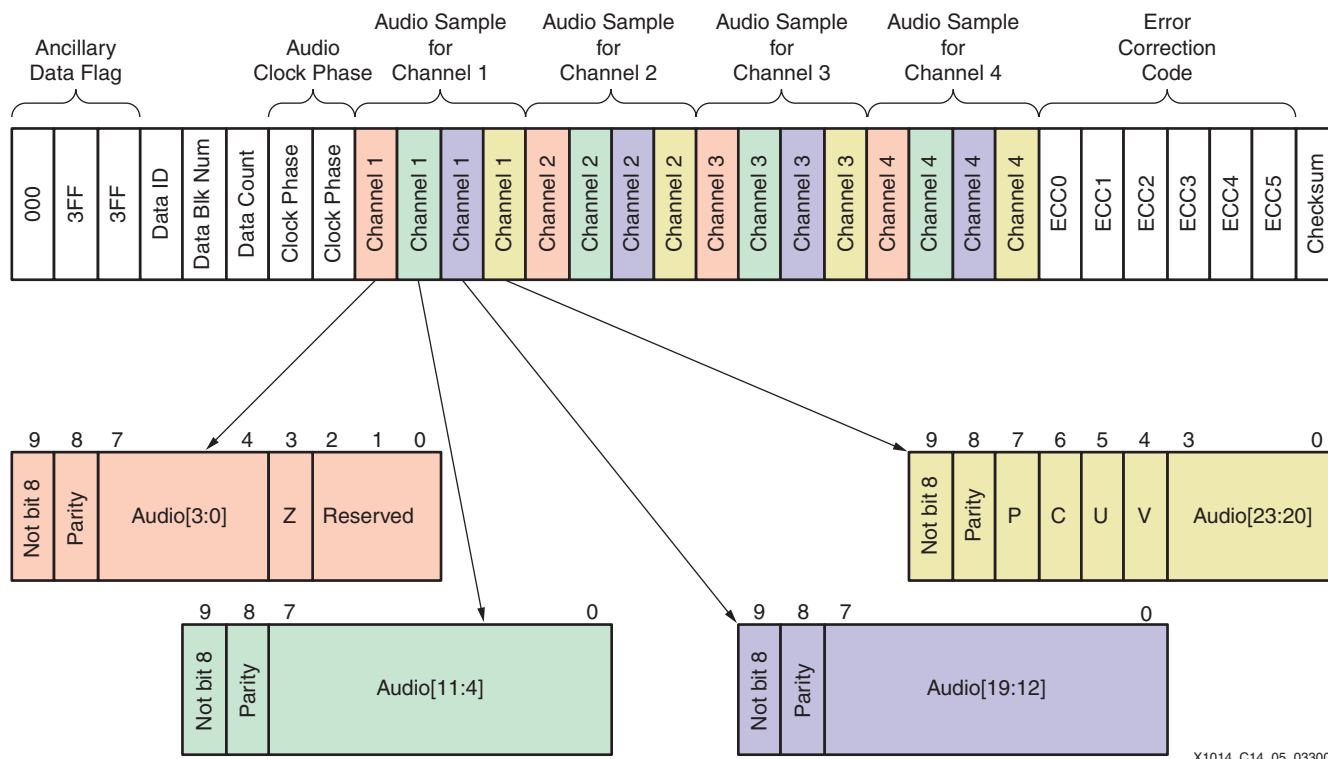 Ancillary
Data Flag
Audio
Clock Phase
Audio Sample
for
Channel 1
Audio Sample
for
Channel 2
Audio Sample
for
Channel 3
Audio Sample
for
Channel 4
Error
Correction
Code
000
3FF
3FF
Data ID
Data Blk Num
Data Count
Clock Phase
Clock Phase
Channel 1
Channel 1
Channel 1
Channel 1
Channel 2
Channel 2
Channel 2
Channel 2
Channel 3
Channel 3
Channel 3
Channel 3
Channel 4
Channel 4
Channel 4
Channel 4
ECC0
ECC1
ECC2
ECC3
ECC4
ECC5
Checksum
9 8 7 4 3 2 1 0
Not bit 8
Parity
Audio[3:0]
Z
Reserved
9 8 7 6 5 4 3 0
Not bit 8
Parity
P
C
U
V
Audio[23:20]
9 8 7 0
Not bit 8
Parity
Audio[11:4]
9 8 7 0
Not bit 8
Parity
Audio[19:12]
X1014_C14_05_03300